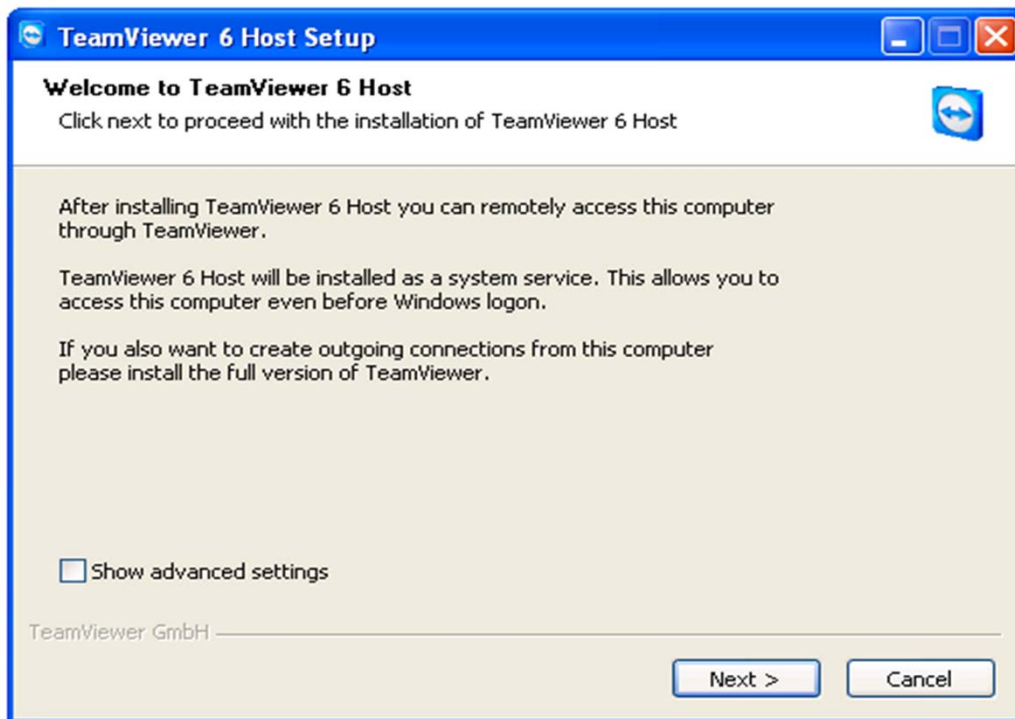 TeamViewer 6 Host Setup
Welcome to TeamViewer 6 Host
Click next to proceed with the installation of TeamViewer 6 Host
After installing TeamViewer 6 Host you can remotely access this computer
through TeamViewer.
TeamViewer 6 Host will be installed as a system service. This allows you to
access this computer even before Windows logon.
If you also want to create outgoing connections from this computer
please install the full version of TeamViewer.
Show advanced settings
TeamViewer GmbH
Next >
Cancel